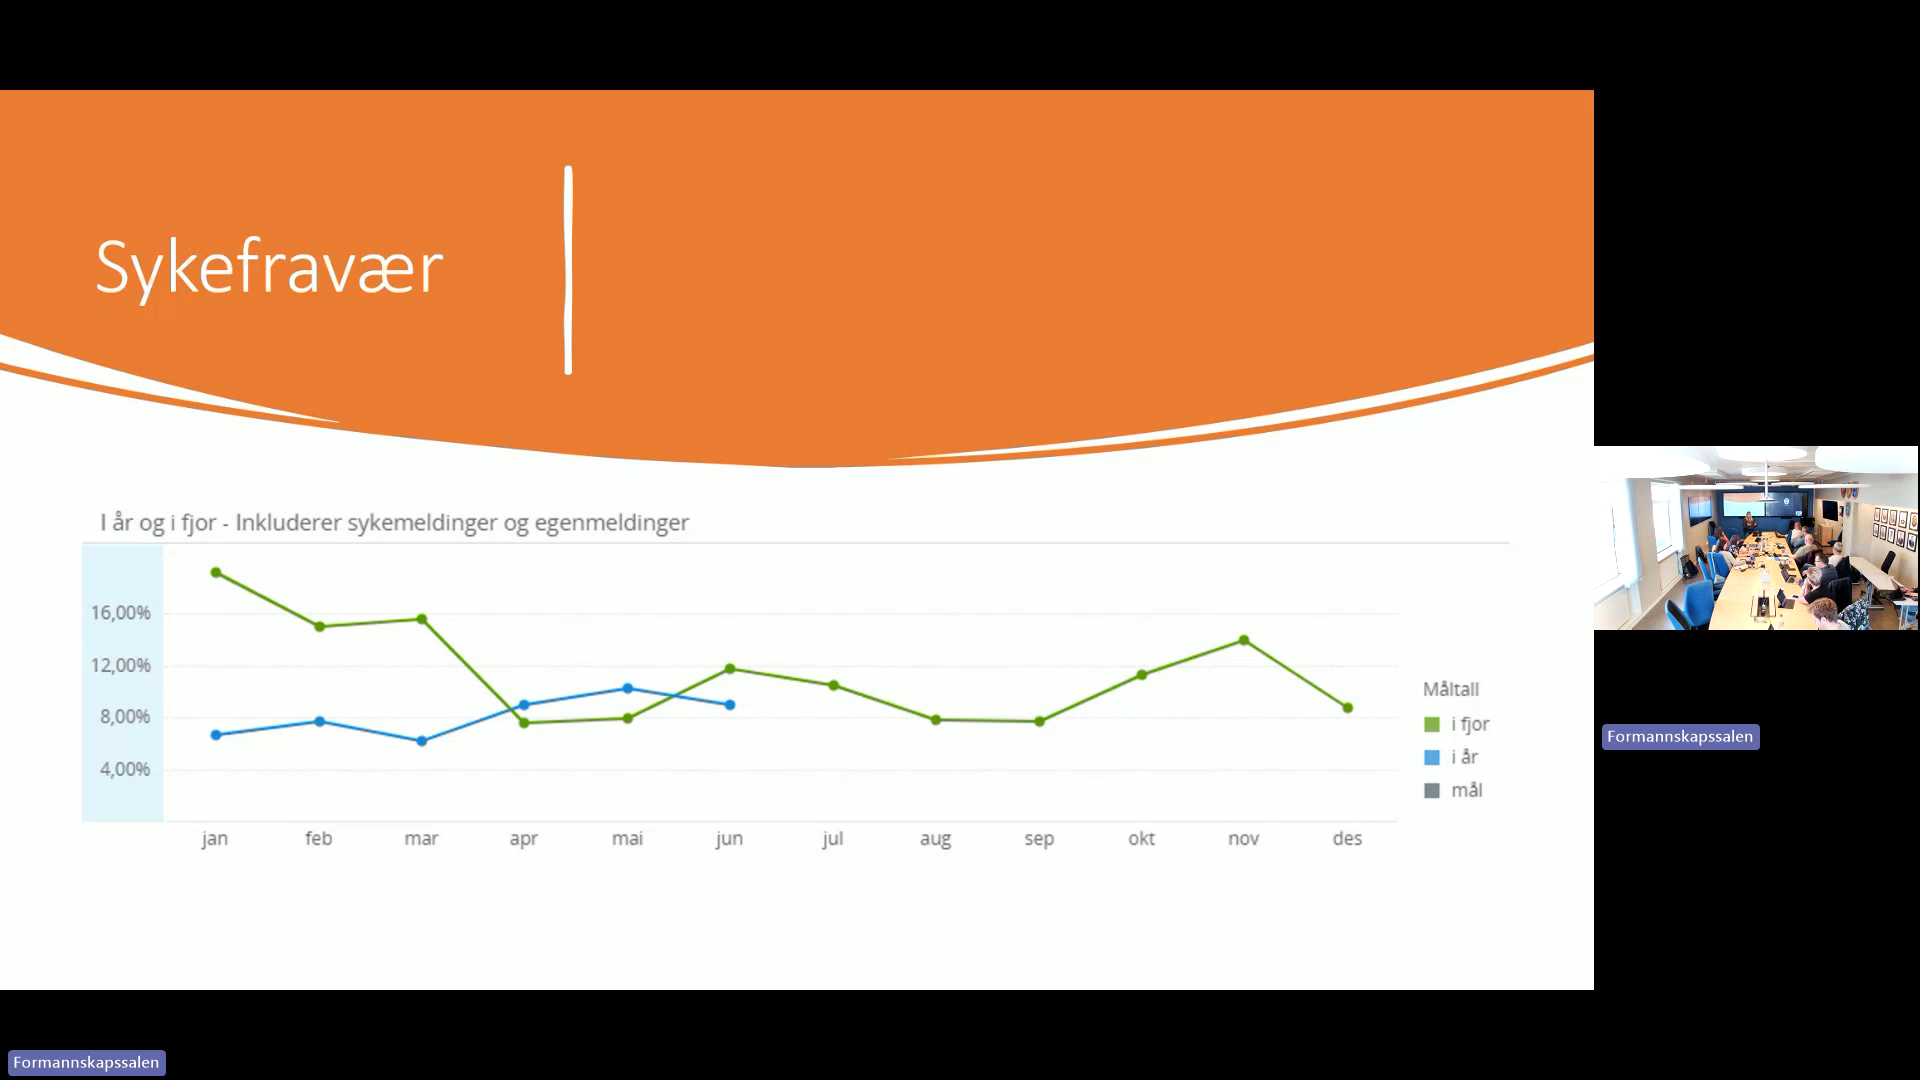 Sykefravær
I år og i fjor - Inkluderer sykemeldinger og egenmeldinger
16,00%
12,00%
8,00%
4,00%
jan feb mar apr mai jun jul aug sep okt nov des
Måltall
i fjor
i år
mål
Formannskapssalen
Formannskapssalen